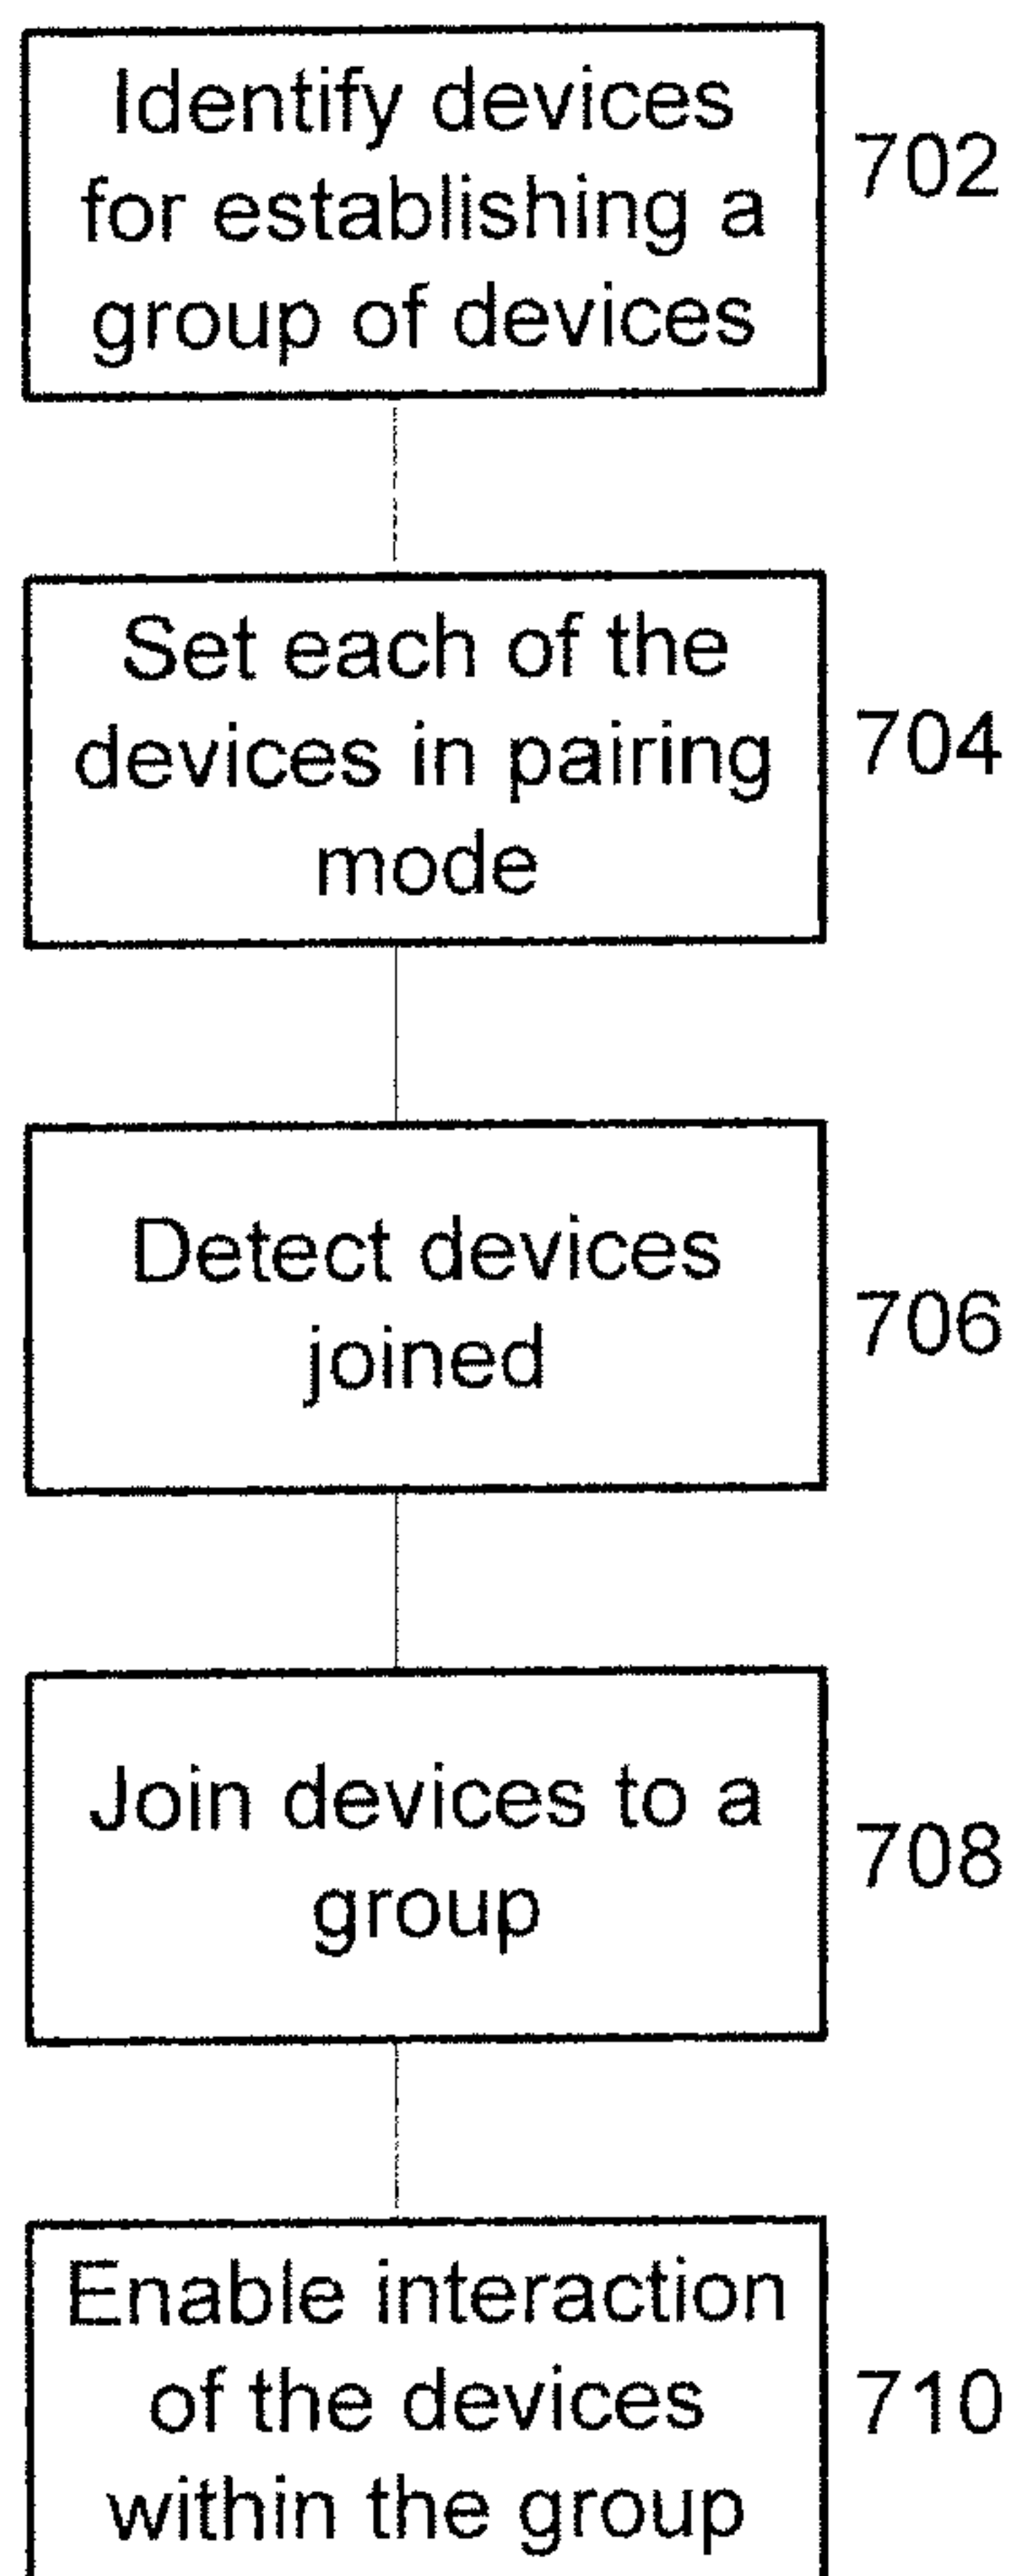 Identify devices
for establishing a
group of devices
702
Set each of the
devices in pairing
mode
704
Detect devices
joined
706
Join devices to a
group
708
Enable interaction
of the devices
within the group
710